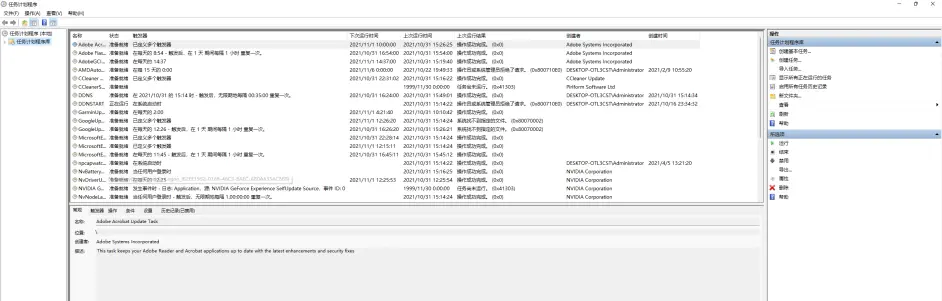 任务计划程序
文件(F) 操作(A) 查看(V) 帮助(H)
任务计划程序 (本地)
任务计划程序库
名称 状态 触发器 下次运行时间 上次运行时间 上次运行结果 创建者 创建时间
Adobe Acr... 准备就绪 已定义多个触发器 2021/11/1 10:00:00 2021/10/31 15:26:25 操作成功完成。 (0x0) Adobe Systems Incorporated
Adobe Flas... 准备就绪 在每天的 8:54 - 触发后，在 1 天 期间每隔 1 小时 重复一次。 2021/10/31 16:54:00 2021/10/31 15:54:00 操作成功完成。 (0x0) Adobe Systems Incorporated
AdobeGCI... 准备就绪 在每天的 14:37 2021/11/1 14:37:00 2021/10/31 15:19:40 操作成功完成。 (0x0) Adobe Systems Incorporated
AMDAuto... 准备就绪 在每 15 天的 0:00 2021/11/6 0:00:00 2021/10/22 19:49:33 操作员或系统管理员拒绝了请求。 (0x800710E0) DESKTOP-OTL3CST\Administrator 2021/2/9 10:55:20
CCleaner ... 准备就绪 已定义多个触发器 2021/10/31 22:31:02 操作成功完成。 (0x0) CCleaner Update
CCleanerS... 准备就绪 1999/11/30 0:00:00 任务尚未运行。 (0x41303) Piriform Software Ltd
DDNS 准备就绪 在 2021/10/31 的 15:14 时 - 触发后，无限期地每隔 00:35:00 重复一次。 2021/10/31 16:24:00 2021/10/31 15:49:01 操作成功完成。 (0x0) DESKTOP-OTL3CST\Administrator 2021/10/31 15:14:34
DDNSTART 正在运行 在系统启动时 2021/10/31 15:14:24 操作员或系统管理员拒绝了请求。 (0x800710E0) DESKTOP-OTL3CST\Administrator 2021/10/16 23:34:32
GarminUp... 准备就绪 在每天的 2:00 2021/11/1 4:21:40 2021/10/31 10:10:42 操作成功完成。 (0x0)
GoogleUp... 准备就绪 已定义多个触发器 2021/11/1 12:26:20 2021/10/31 15:14:24 系统找不到指定的文件。 (0x80070002)
GoogleUp... 准备就绪 在每天的 12:26 - 触发后，在 1 天 期间每隔 1 小时 重复一次。 2021/10/31 16:26:20 2021/10/31 15:26:21 系统找不到指定的文件。 (0x80070002)
MicrosoftE... 准备就绪 已定义多个触发器 2021/10/31 22:28:14 2021/10/31 15:14:24 操作成功完成。 (0x0)
MicrosoftE... 准备就绪 已定义多个触发器 2021/11/1 12:15:11 2021/10/31 15:14:24 操作成功完成。 (0x0)
MicrosoftE... 准备就绪 在每天的 11:45 - 触发后，在 1 天 期间每隔 1 小时 重复一次。 2021/10/31 16:45:11 2021/10/31 15:45:12 操作成功完成。 (0x0)
npcapwatc... 准备就绪 在系统启动时 2021/10/31 15:14:24 操作成功完成。 (0x0) DESKTOP-OTL3CST\Administrator 2021/4/5 13:21:20
NvBattery... 准备就绪 当任何用户登录时 2021/10/31 15:16:25 操作成功完成。 (0x0) NVIDIA Corporation
NvDriverU... 准备就绪 在每天的 12:25 2021/11/1 12:25:53 2021/10/31 12:25:54 操作成功完成。 (0x0) NVIDIA Corporation
NVIDIA G... 准备就绪 发生事件时 - 日志: Application，源: NVIDIA GeForce Experience SelfUpdate Source，事件 ID: 0 1999/11/30 0:00:00 任务尚未运行。 (0x41303) NVIDIA Corporation
NvNodeLa... 准备就绪 当任何用户登录时 - 触发后，无限期地每隔 1.00:00:00 重复一次。 2021/10/31 15:14:24 操作成功完成。 (0x0) NVIDIA Corporation
常规 触发器 操作 条件 设置 历史记录(已禁用)
名称: Adobe Acrobat Update Task
位置: \
创建者: Adobe Systems Incorporated
描述: This task keeps your Adobe Reader and Acrobat applications up to date with the latest enhancements and security fixes
操作
任务计划程序库
创建基本任务...
创建任务...
导入任务...
显示所有正在运行的任务
启用所有任务历史记录
新文件夹...
查看
刷新
帮助
所选项
运行
结束
禁用
导出...
属性
删除
帮助